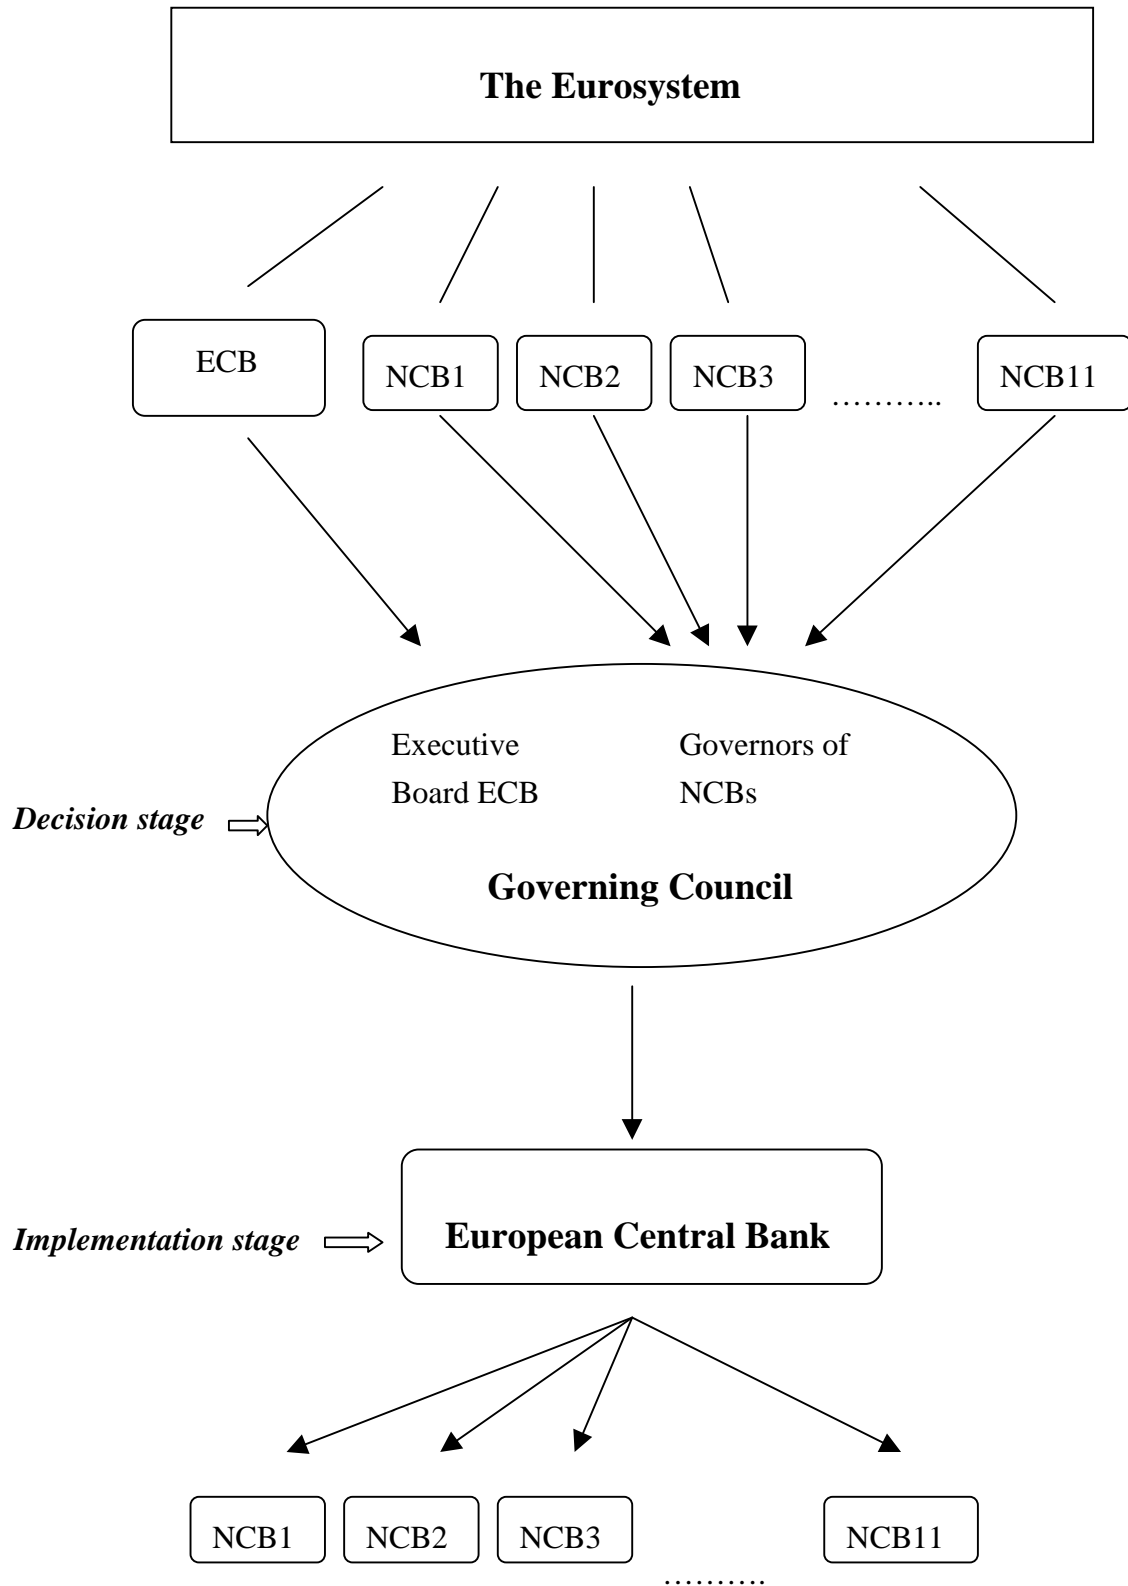 The Eurosystem
ECB
NCB1
NCB2
NCB3
………..
NCB11
Executive
Board ECB
Governors of
NCBs
Decision stage
Governing Council
Implementation stage
European Central Bank
NCB1
NCB2
NCB3
……….
NCB11